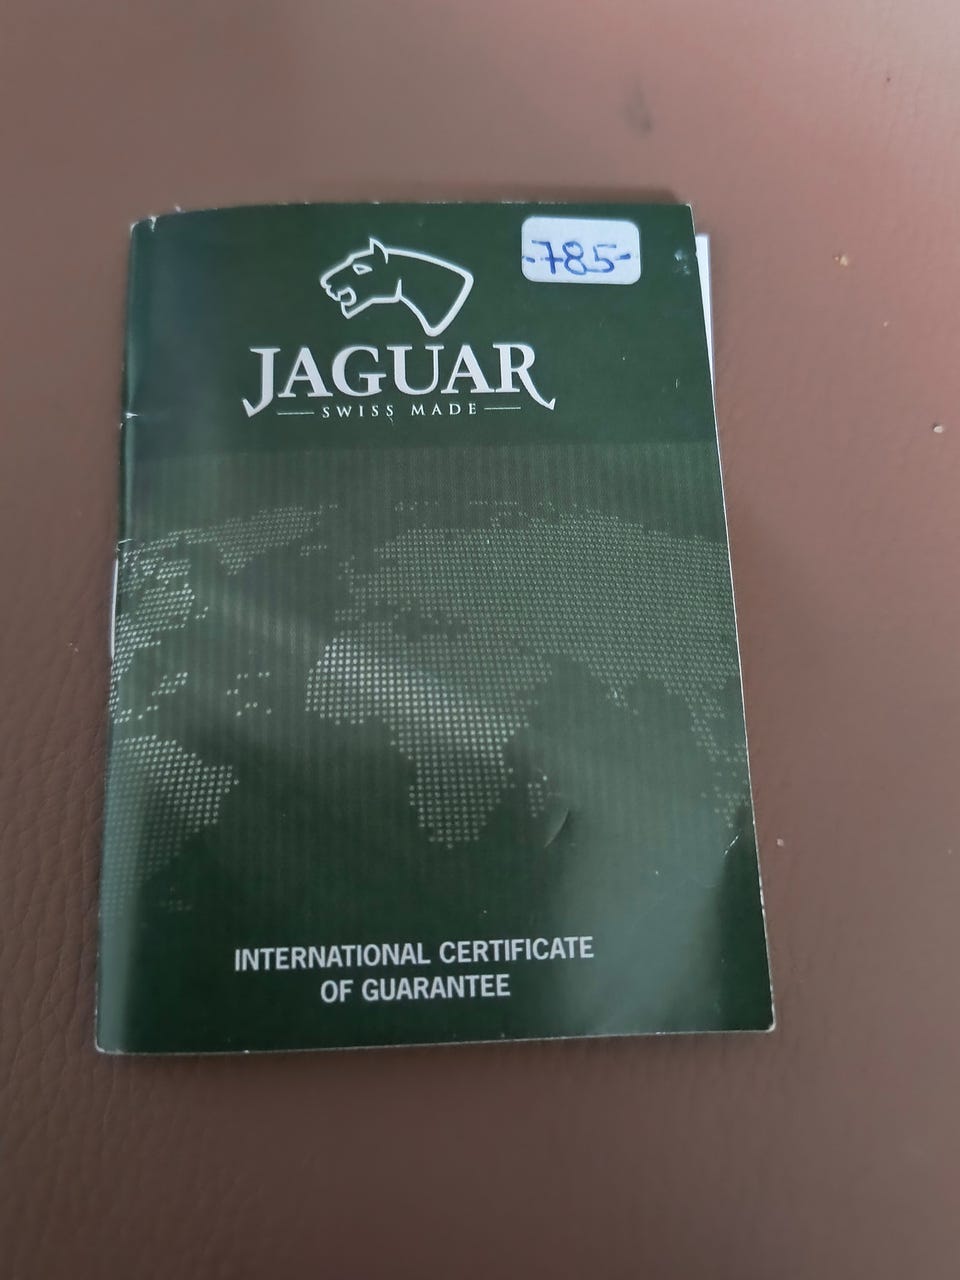 -785-
JAGUAR
SWISS MADE
INTERNATIONAL CERTIFICATE
OF GUARANTEE